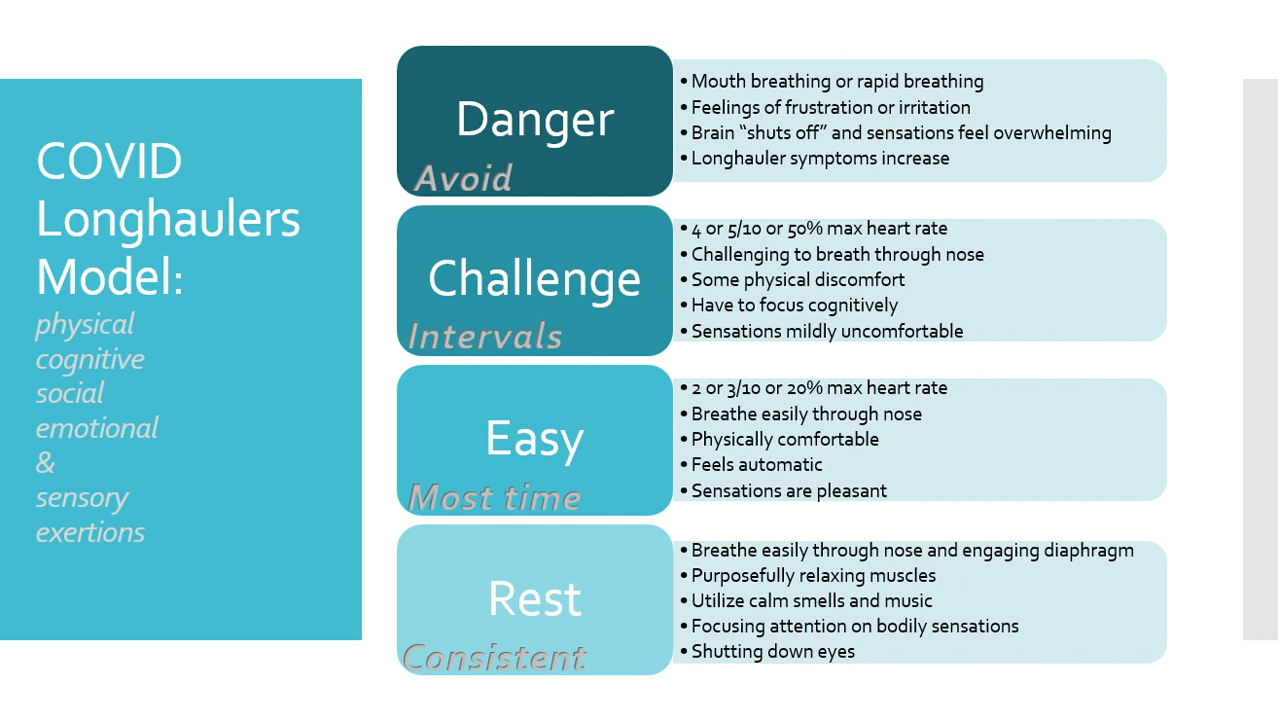 COVID
Longhaulers
Model:
physical
cognitive
social
emotional
&
sensory
exertions
Danger
Avoid
• Mouth breathing or rapid breathing
• Feelings of frustration or irritation
• Brain “shuts off” and sensations feel overwhelming
• Longhauler symptoms increase
Challenge
Intervals
• 4 or 5/10 or 50% max heart rate
• Challenging to breath through nose
• Some physical discomfort
• Have to focus cognitively
• Sensations mildly uncomfortable
Easy
Most time
• 2 or 3/10 or 20% max heart rate
• Breathe easily through nose
• Physically comfortable
• Feels automatic
• Sensations are pleasant
Rest
Consistent
• Breathe easily through nose and engaging diaphragm
• Purposefully relaxing muscles
• Utilize calm smells and music
• Focusing attention on bodily sensations
• Shutting down eyes